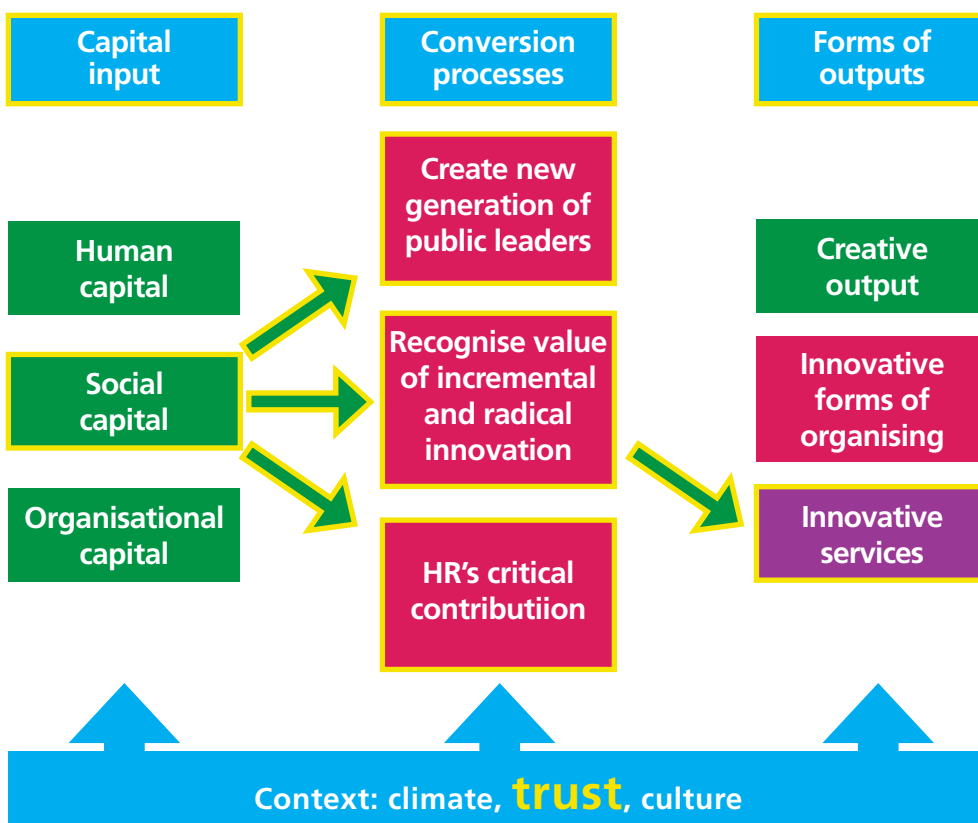 Capital
input
Conversion
processes
Forms of
outputs
Human
capital
Social
capital
Organisational
capital
Create new
generation of
public leaders
Recognise value
of incremental
and radical
innovation
HR's critical
contributiion
Creative
output
Innovative
forms of
organising
Innovative
services
Context: climate, trust, culture